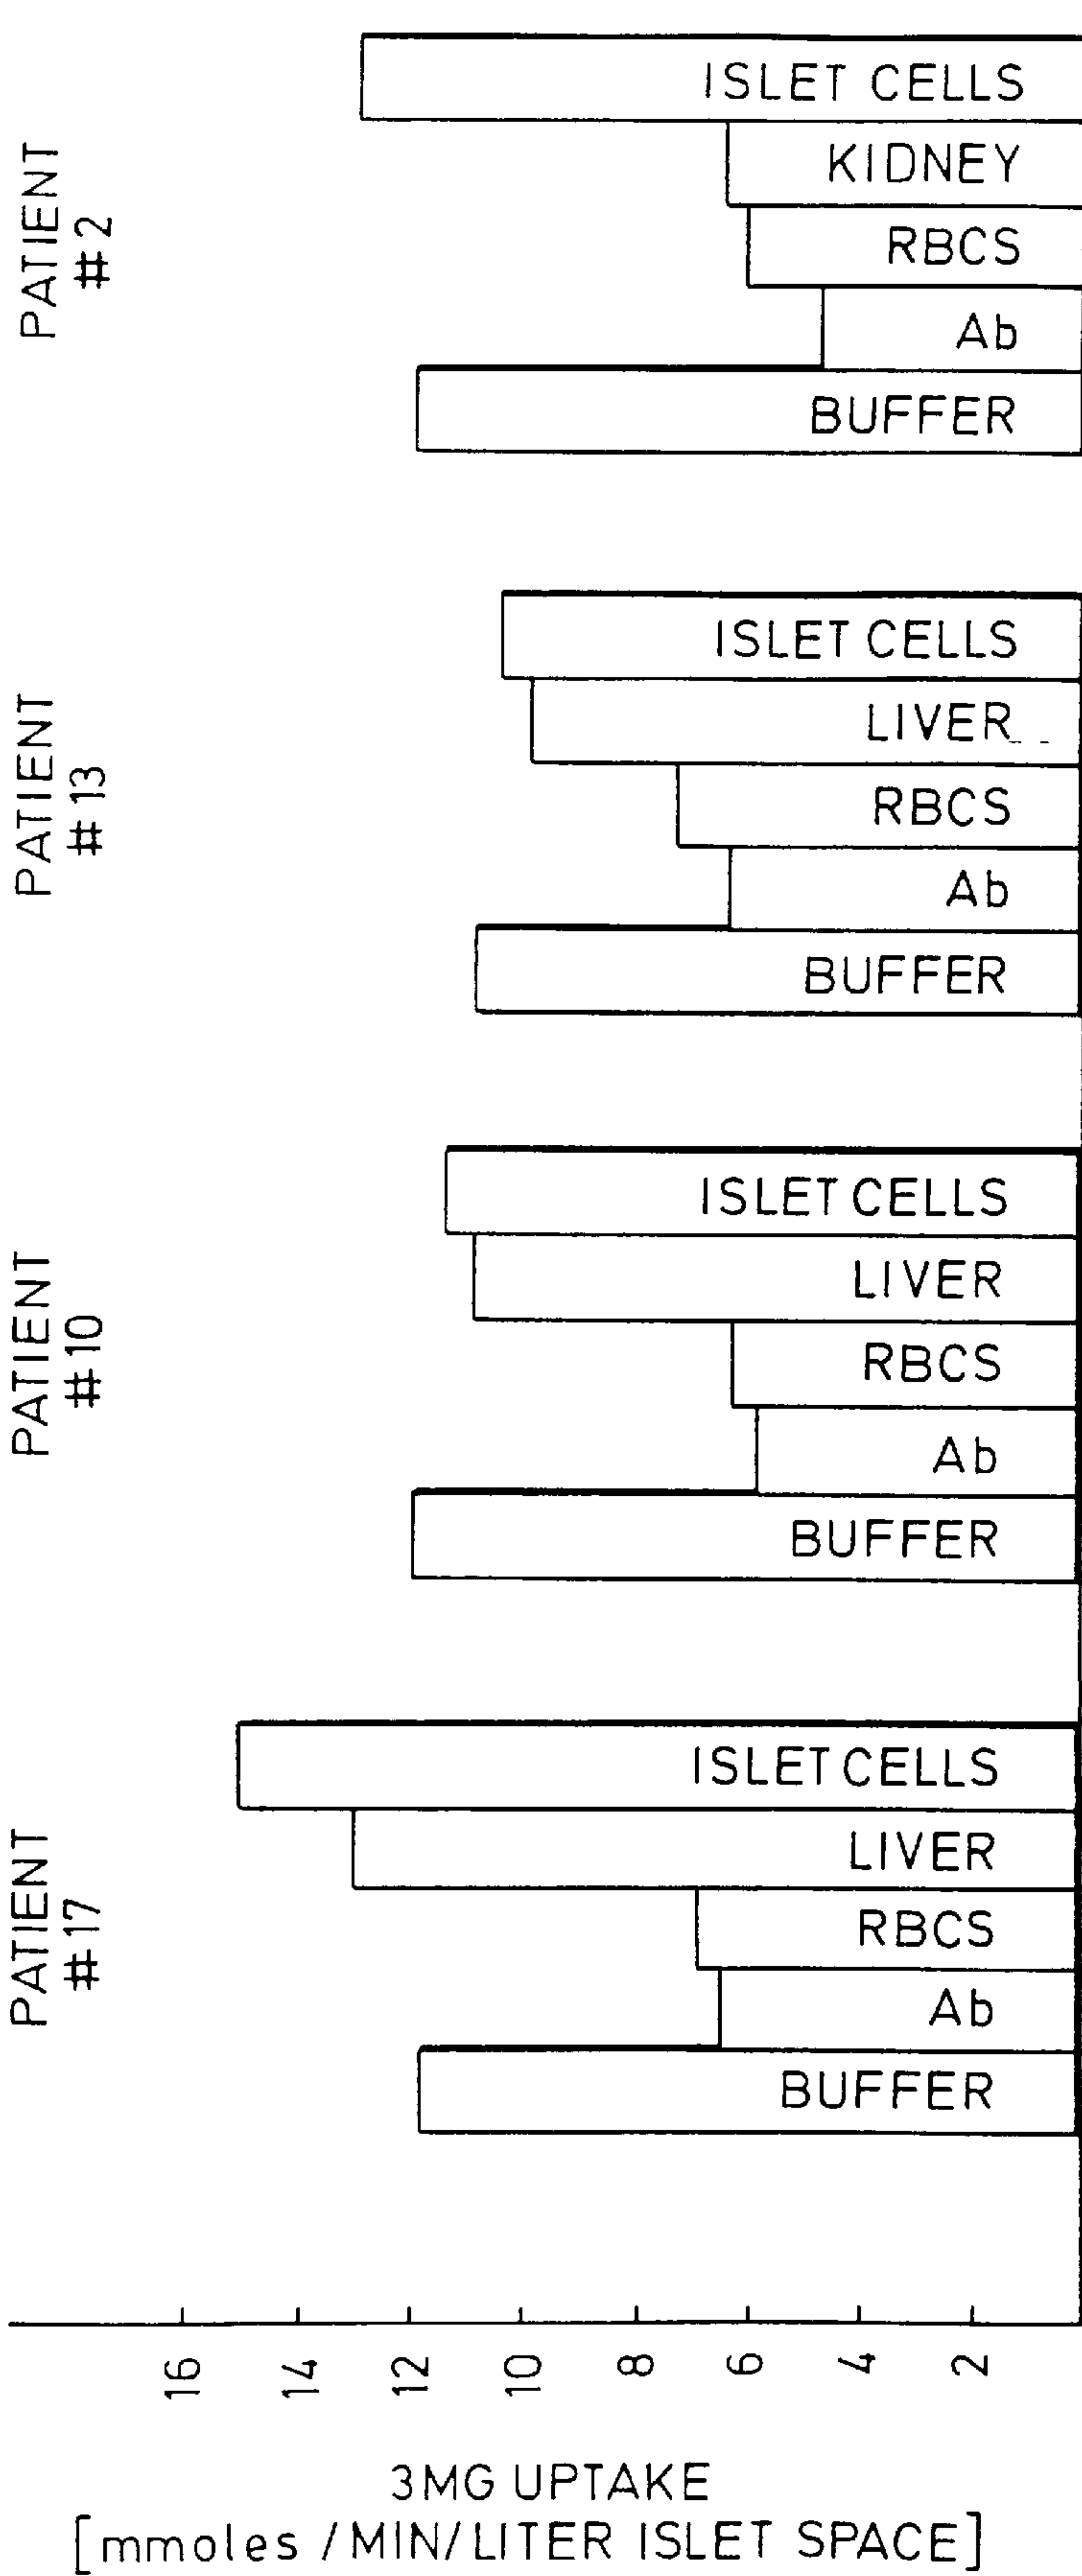 PATIENT
#2
ISLET CELLS
KIDNEY
RBCS
Ab
BUFFER
PATIENT
#13
ISLET CELLS
LIVER
RBCS
Ab
BUFFER
PATIENT
#10
ISLET CELLS
LIVER
RBCS
Ab
BUFFER
PATIENT
#17
ISLET CELLS
LIVER
RBCS
Ab
BUFFER
16 14 12 10 8 6 4 2
3MG UPTAKE
[mmoles /MIN/LITER ISLET SPACE]